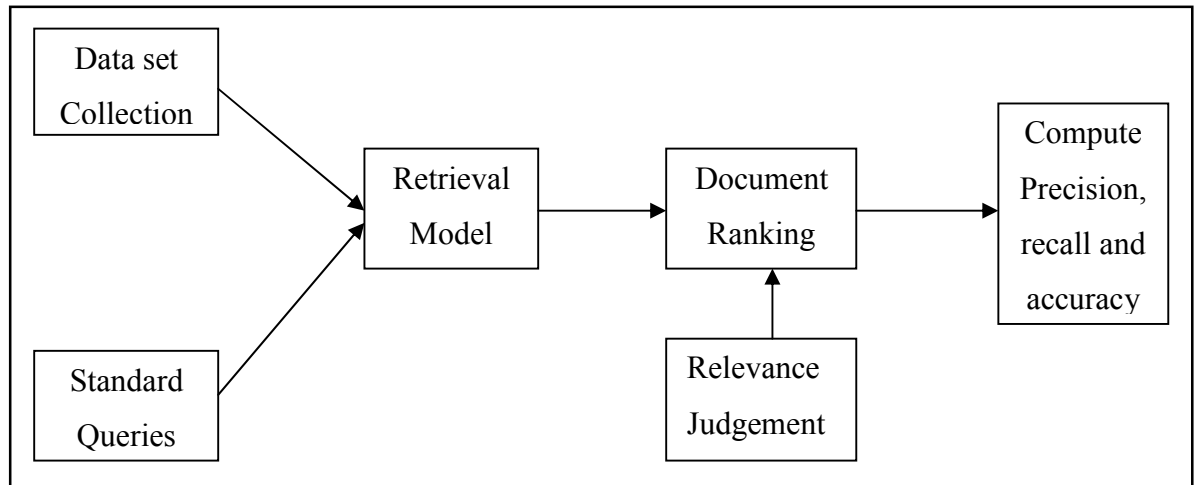 Data set
Collection
Standard
Queries
Retrieval
Model
Document
Ranking
Relevance
Judgement
Compute
Precision,
recall and
accuracy